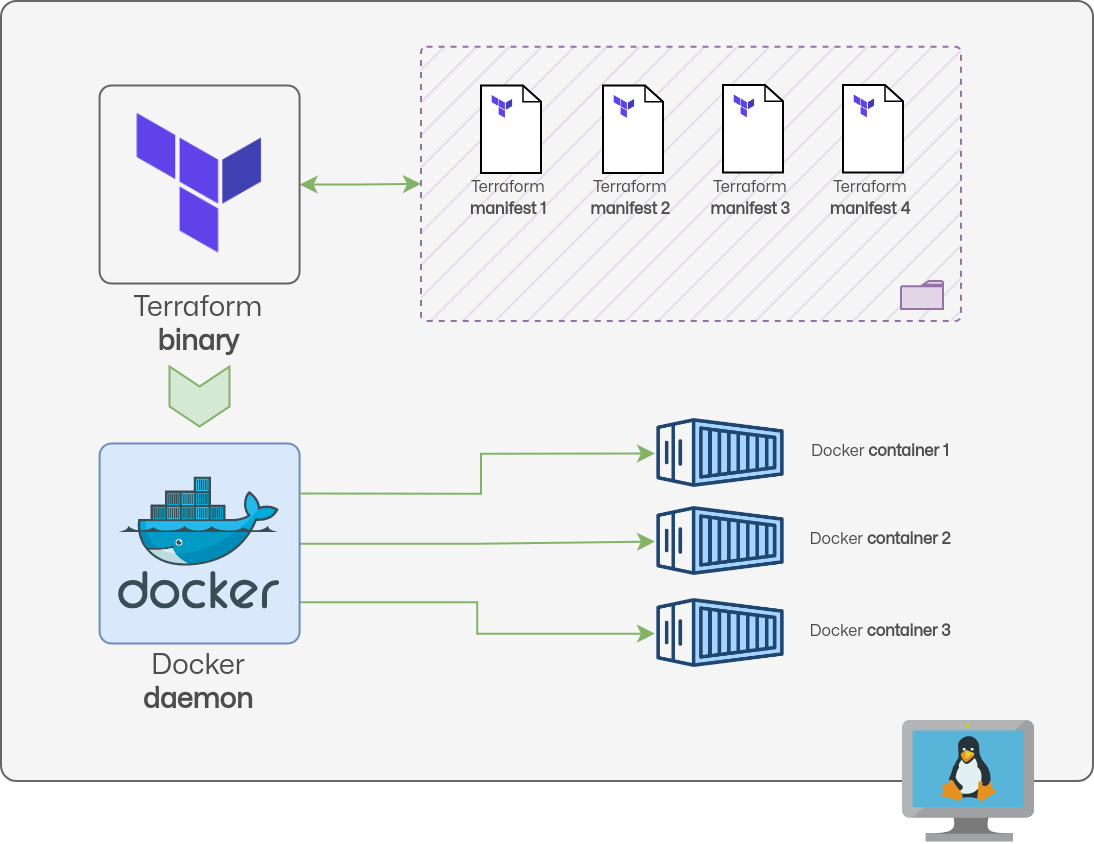 Terraform
manifest 1
Terraform
manifest 2
Terraform
manifest 3
Terraform
manifest 4
Terraform
binary
Docker container 1
Docker container 2
docker
Docker container 3
Docker
daemon